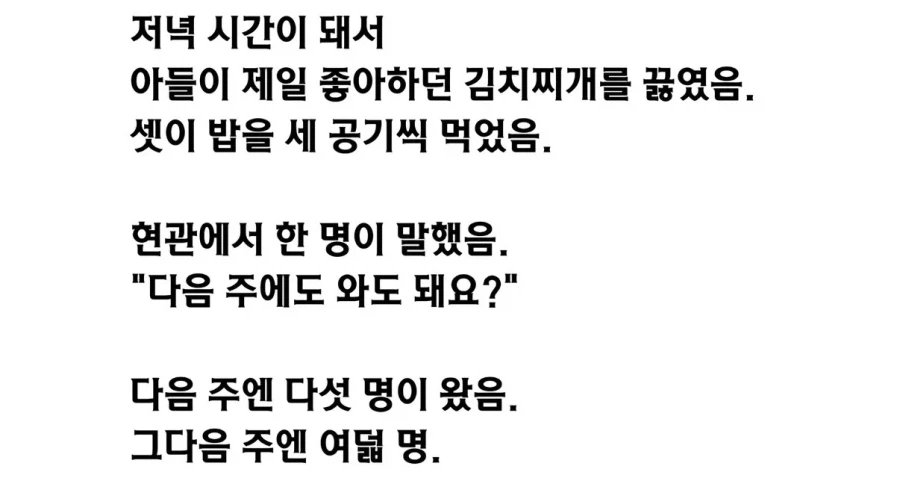 저녁 시간이 돼서
아들이 제일 좋아하던 김치찌개를 끓였음.
셋이 밥을 세 공기씩 먹었음.
현관에서 한 명이 말했음.
"다음 주에도 와도 돼요?"
다음 주엔 다섯 명이 왔음.
그다음 주엔 여덟 명.